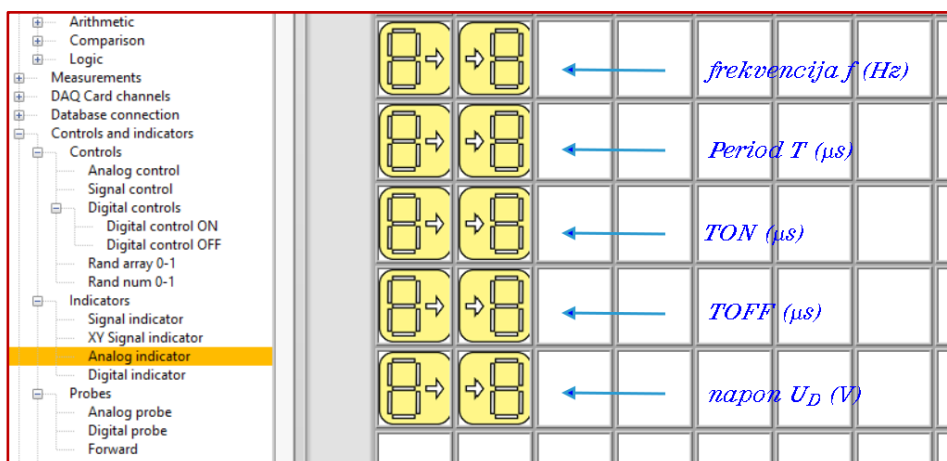 Arithmetic
Comparison
Logic
Measurements
DAQ Card channels
Database connection
Controls and indicators
Controls
Analog control
Signal control
Digital controls
Digital control ON
Digital control OFF
Rand array 0-1
Rand num 0-1
Indicators
Signal indicator
XY Signal indicator
Analog indicator
Digital indicator
Probes
Analog probe
Digital probe
Forward
frekvencija f (Hz)
Period T (μs)
TON (μs)
TOFF (μs)
napon U_D (V)